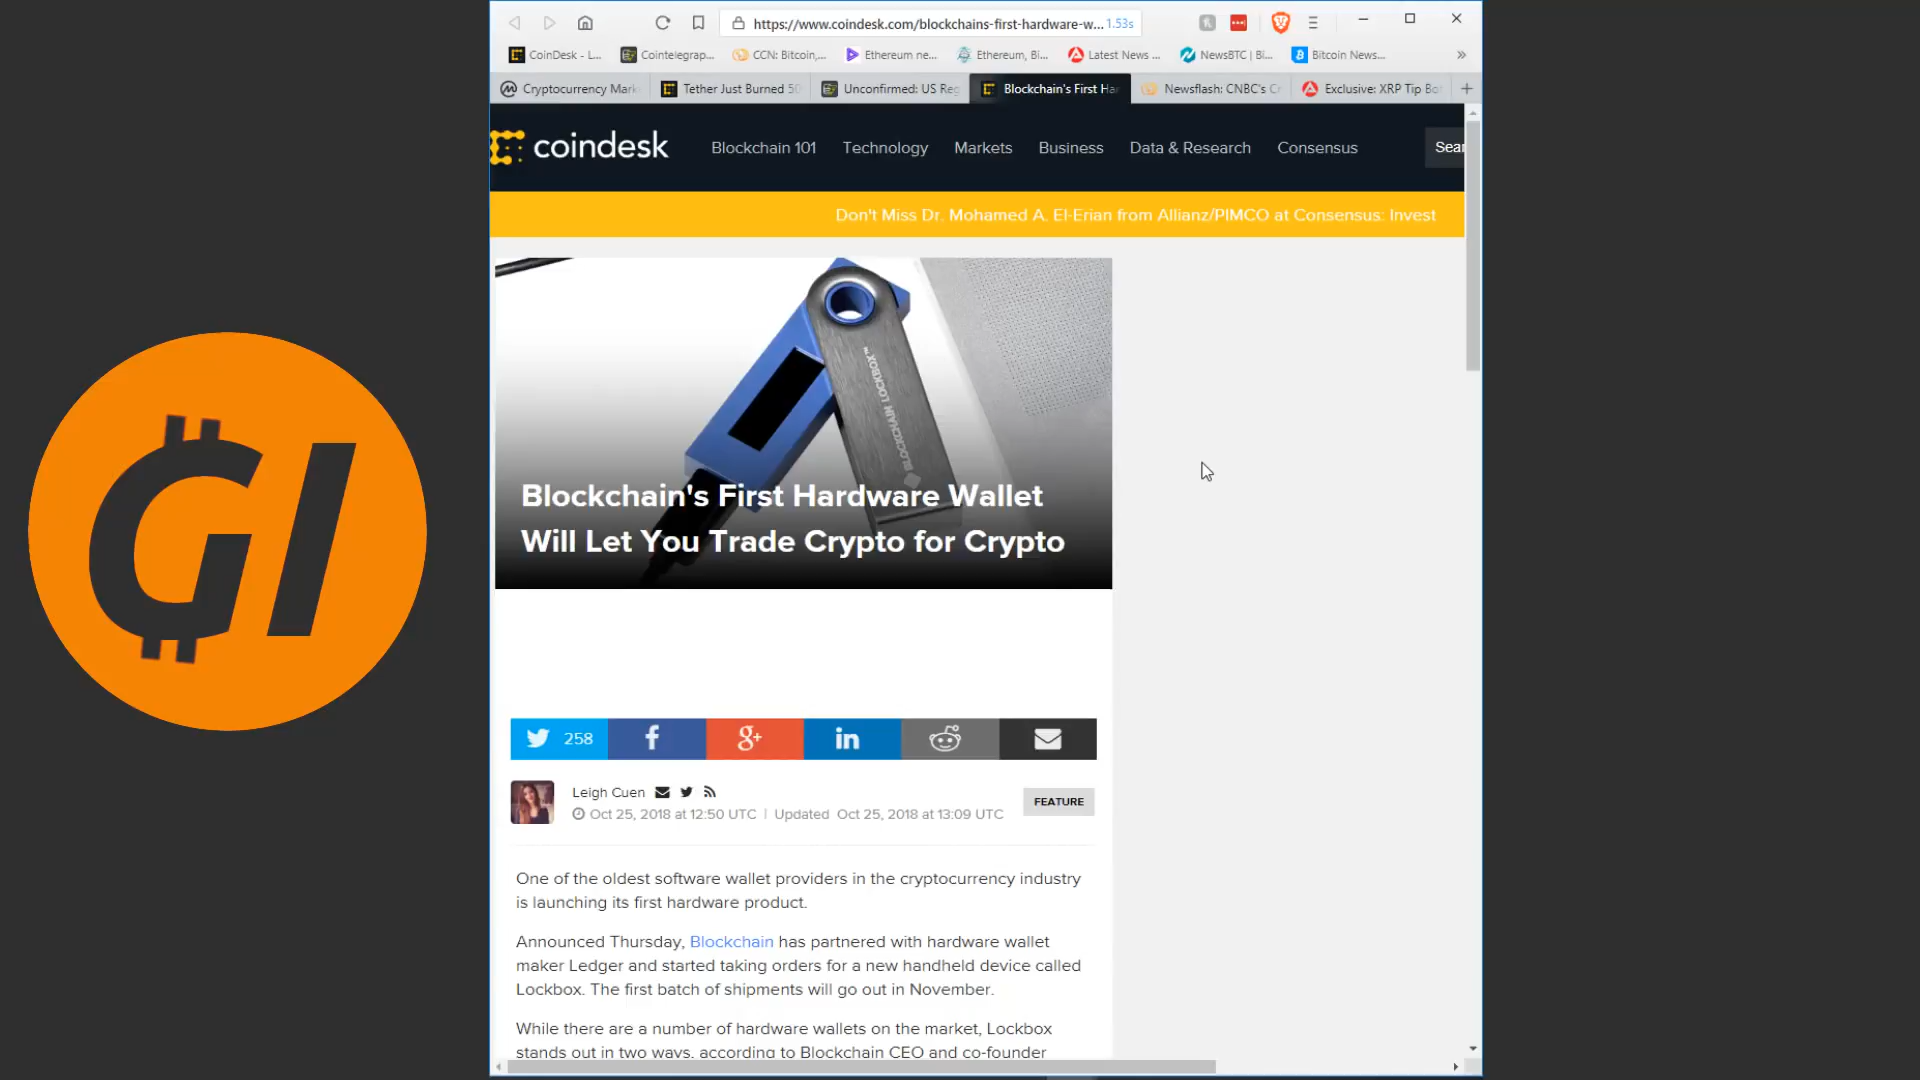 https://www.coindesk.com/blockchains-first-hardware-w... 1.53s
CoinDesk - L... Cointelegrap... CCN: Bitcoin,... Ethereum ne... Ethereum, Bi... Latest News ... NewsBTC | Bi... Bitcoin News...
Cryptocurrency Mark Tether Just Burned 50 Unconfirmed: US Reg Blockchain's First Har Newsflash: CNBC's Cr Exclusive: XRP Tip Bo
coindesk Blockchain 101 Technology Markets Business Data & Research Consensus Sear
Don't Miss Dr. Mohamed A. El-Erian from Allianz/PIMCO at Consensus: Invest
BLOCKCHAIN LOCKBOX™
Blockchain's First Hardware Wallet
Will Let You Trade Crypto for Crypto
258
Leigh Cuen
Oct 25, 2018 at 12:50 UTC | Updated Oct 25, 2018 at 13:09 UTC
FEATURE
One of the oldest software wallet providers in the cryptocurrency industry
is launching its first hardware product.
Announced Thursday, Blockchain has partnered with hardware wallet
maker Ledger and started taking orders for a new handheld device called
Lockbox. The first batch of shipments will go out in November.
While there are a number of hardware wallets on the market, Lockbox
stands out in two ways, according to Blockchain CEO and co-founder
GI